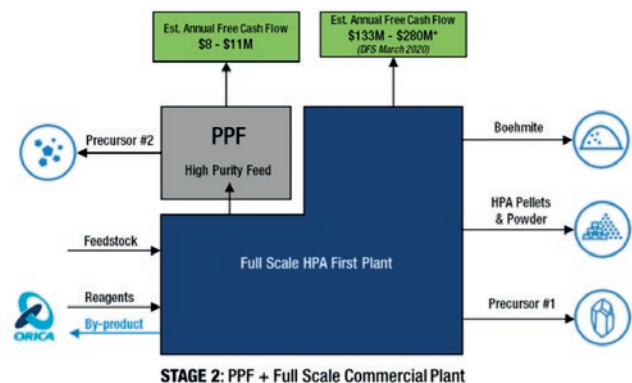 Est. Annual Free Cash Flow
$8 - $11M
Est. Annual Free Cash Flow
$133M - $280M*
(DFS March 2020)
Precursor #2
PPF
High Purity Feed
Boehmite
HPA Pellets
& Powder
Feedstock
Full Scale HPA First Plant
Reagents
By-product
ORICA
Precursor #1
STAGE 2: PPF + Full Scale Commercial Plant